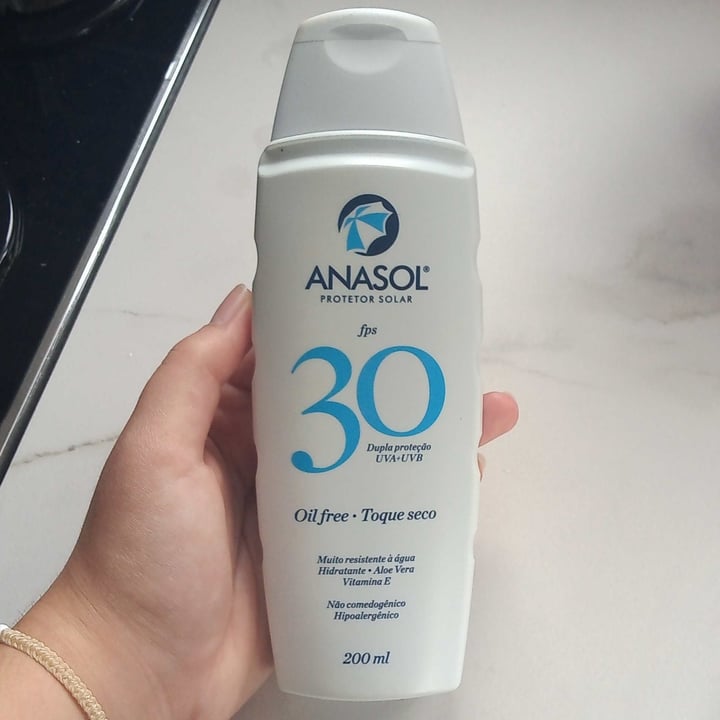 ANASOL®
PROTETOR SOLAR
fps
30
Dupla proteção
UVA+UVB
Oil free • Toque seco
Muito resistente à água
Hidratante • Aloe Vera
Vitamina E
Não comedogênico
Hipoalergênico
200 ml